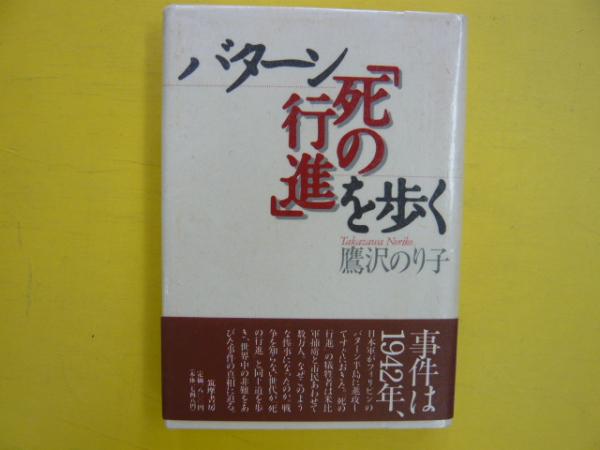 バターン
「死の
行進」
を歩く
Takazawa Noriko
鷹沢のり子
事件は
1942年、
日本軍がフィリピンの
バターン半島に進攻し
てすぐにおきた。〝死の
行進〟の犠牲者は米比
軍捕虜と市民あわせて
数万人。なぜこのよう
な惨事になったのか。戦
争を知らない世代が〝死
の行進〟と同じ道を歩
き、世界中の非難をあ
びた事件の真相に迫る。
筑摩書房